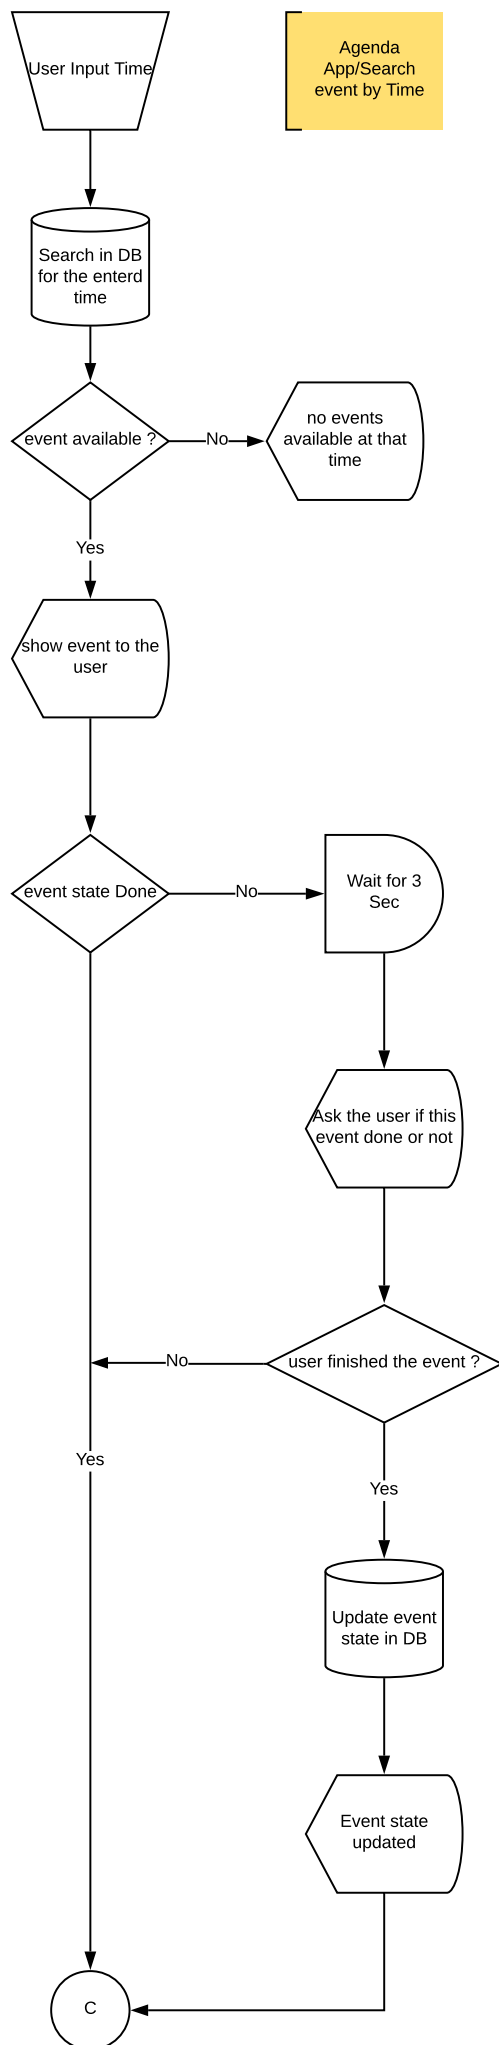 User Input Time
Agenda
App/Search
event by Time
Search in DB
for the enterd
time
event available ?
No
no events
available at that
time
Yes
show event to the
user
event state Done
No
Wait for 3
Sec
Ask the user if this
event done or not
user finished the event ?
No
Yes
Yes
Update event
state in DB
Event state
updated
C